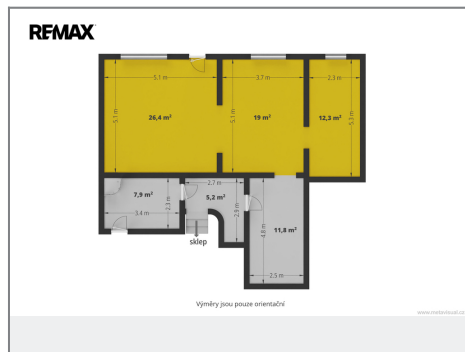 RE/MAX
5.1 m
3.7 m
2.3 m
5.1 m
26,4 m²
5.1 m
19 m²
12,3 m²
5.3 m
7,9 m²
2.3 m
3.4 m
2.7 m
5,2 m²
2.9 m
sklep
4.8 m
11,8 m²
2.5 m
Výměry jsou pouze orientační
www.metavisual.cz